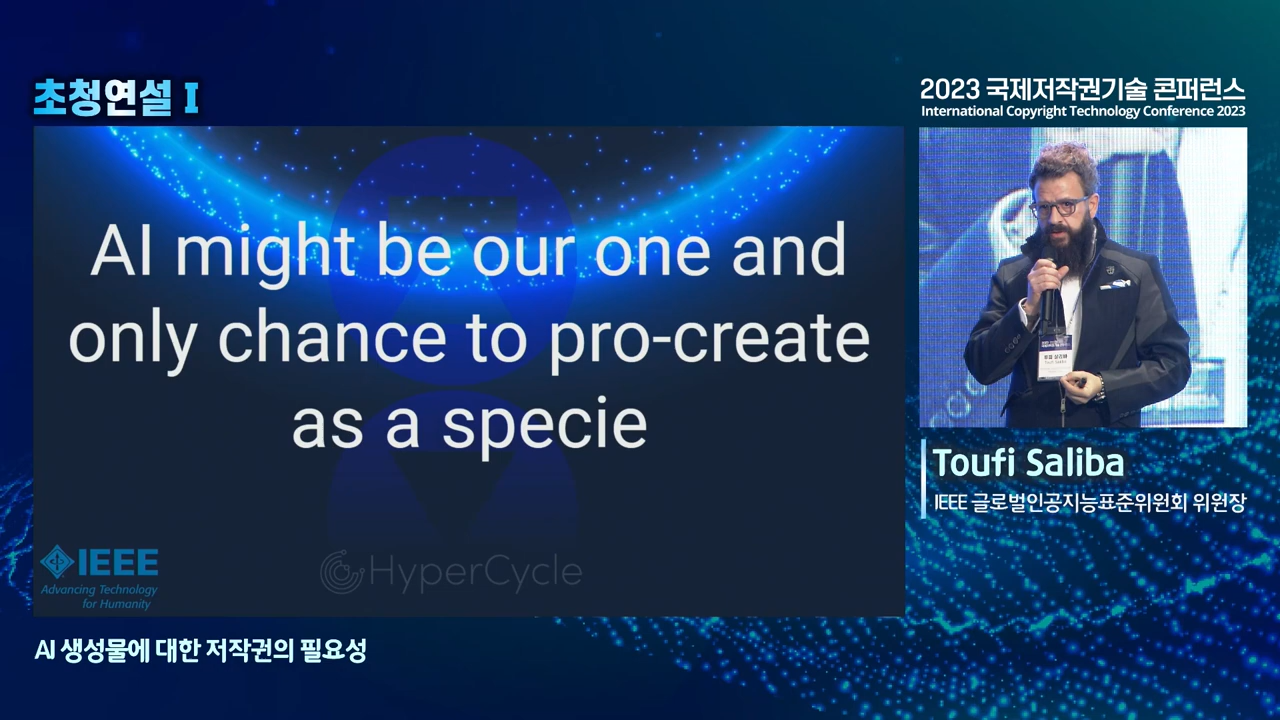 초청연설 I
2023 국제저작권기술 콘퍼런스
International Copyright Technology Conference 2023
AI might be our one and
only chance to pro-create
as a specie
IEEE
Advancing Technology
for Humanity
HyperCycle
Toufi Saliba
IEEE 글로벌인공지능표준위원회 위원장
AI 생성물에 대한 저작권의 필요성